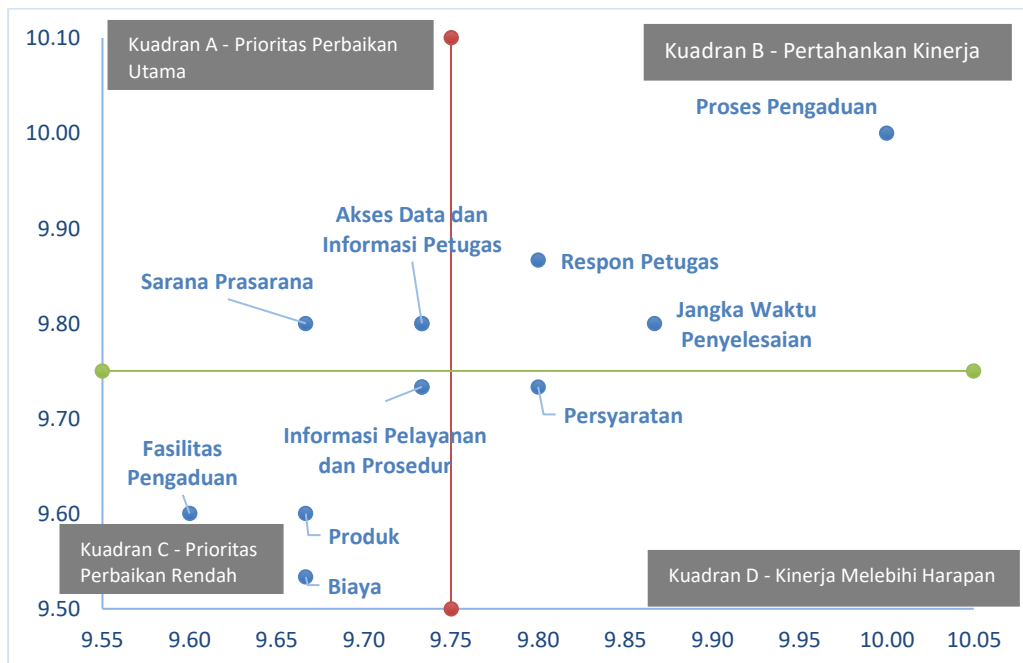 10.10
10.00
9.90
9.80
9.70
9.60
9.50
Kuadran A - Prioritas Perbaikan
Utama
Kuadran B - Pertahankan Kinerja
Proses Pengaduan
Akses Data dan
Informasi Petugas
Respon Petugas
Sarana Prasarana
Jangka Waktu
Penyelesaian
Persyaratan
Informasi Pelayanan
dan Prosedur
Fasilitas
Pengaduan
Produk
Biaya
Kuadran C - Prioritas
Perbaikan Rendah
Kuadran D - Kinerja Melebihi Harapan
9.55 9.60 9.65 9.70 9.75 9.80 9.85 9.90 9.95 10.00 10.05